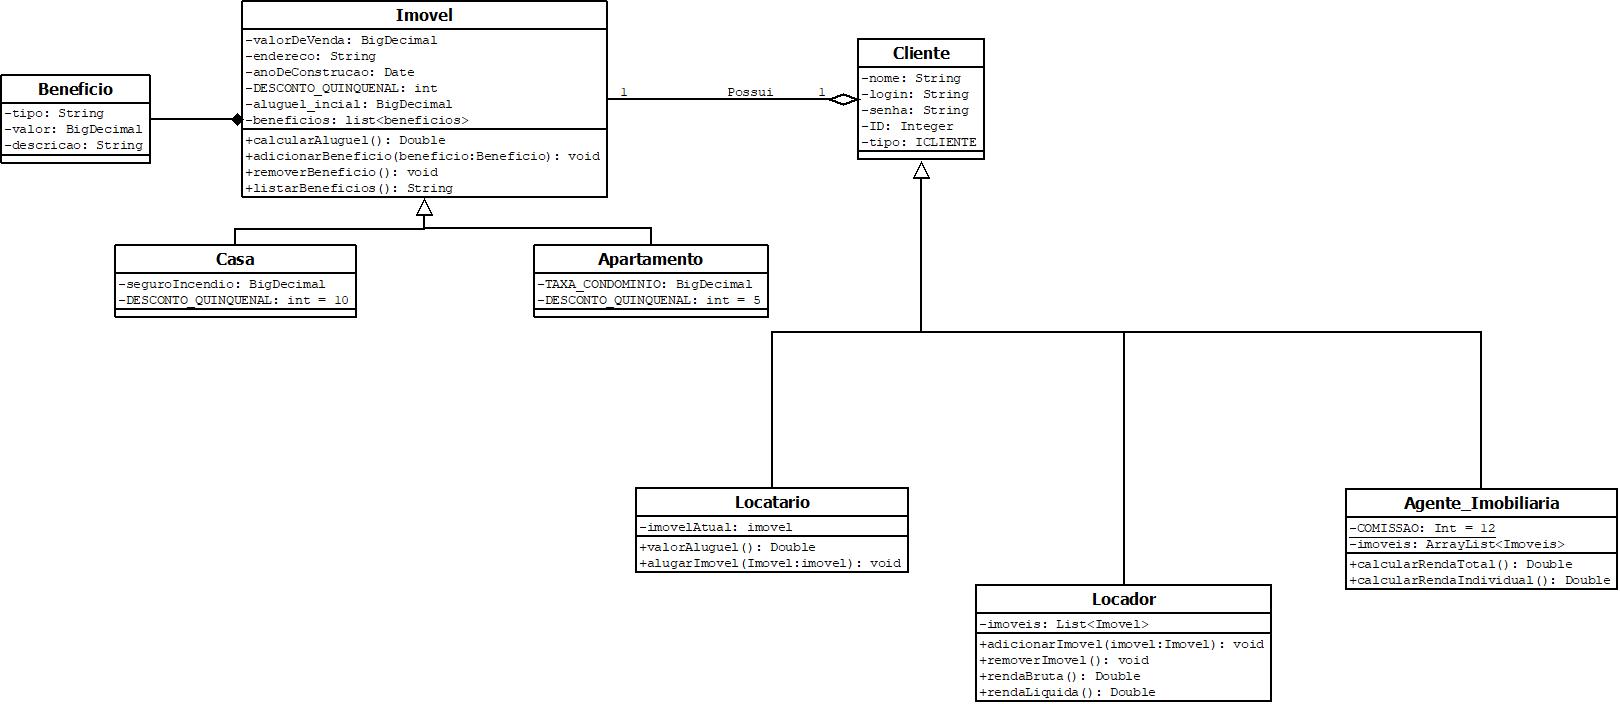 Imovel
-valorDeVenda: BigDecimal
-endereco: String
-anoDeConstrucao: Date
-DESCONTO_QUINQUENAL: int
-aluguel_incial: BigDecimal
-beneficios: list<beneficios>
+calcularAluguel(): Double
+adicionarBeneficio(beneficio:Beneficio): void
+removerBeneficio(): void
+listarBeneficios(): String
Beneficio
-tipo: String
-valor: BigDecimal
-descricao: String
1 Possui 1
Cliente
-nome: String
-login: String
-senha: String
-ID: Integer
-tipo: ICLIENTE
Casa
-seguroIncendio: BigDecimal
-DESCONTO_QUINQUENAL: int = 10
Apartamento
-TAXA_CONDOMINIO: BigDecimal
-DESCONTO_QUINQUENAL: int = 5
Locatario
-imovelAtual: imovel
+valorAluguel(): Double
+alugarImovel(Imovel:imovel): void
Locador
-imoveis: List<Imovel>
+adicionarImovel(imovel:Imovel): void
+removerImovel(): void
+rendaBruta(): Double
+rendaLiquida(): Double
Agente_Imobiliaria
-COMISSAO: Int = 12
-imoveis: ArrayList<Imoveis>
+calcularRendaTotal(): Double
+calcularRendaIndividual(): Double